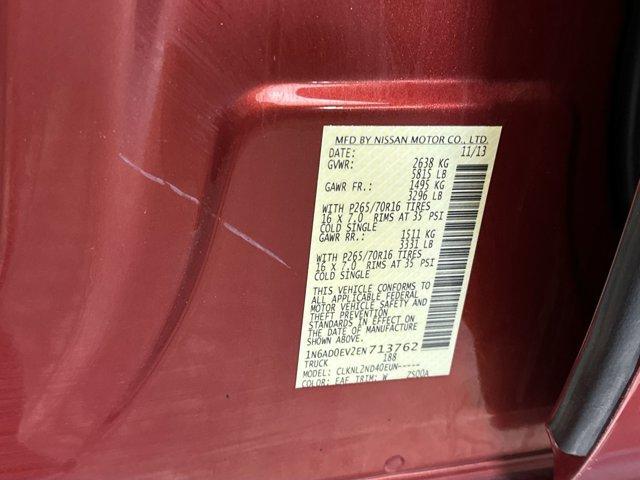 MFD BY NISSAN MOTOR CO., LTD
DATE: 11/13
GVWR: 2638 KG
5815 LB
GAWR FR.: 1495 KG
3296 LB
WITH P265/70R16 TIRES
16 X 7.0 RIMS AT 35 PSI
COLD SINGLE
GAWR RR.: 1511 KG
3331 LB
WITH P265/70R16 TIRES
16 X 7.0 RIMS AT 35 PSI
COLD SINGLE
THIS VEHICLE CONFORMS TO
ALL APPLICABLE FEDERAL
MOTOR VEHICLE SAFETY AND
THEFT PREVENTION
STANDARDS IN EFFECT ON
THE DATE OF MANUFACTURE
SHOWN ABOVE.
1N6AD0EV2EN713762
TRUCK 188
MODEL: CLKNL2ND40EUN-----
COLOR: EAF TRIM: W